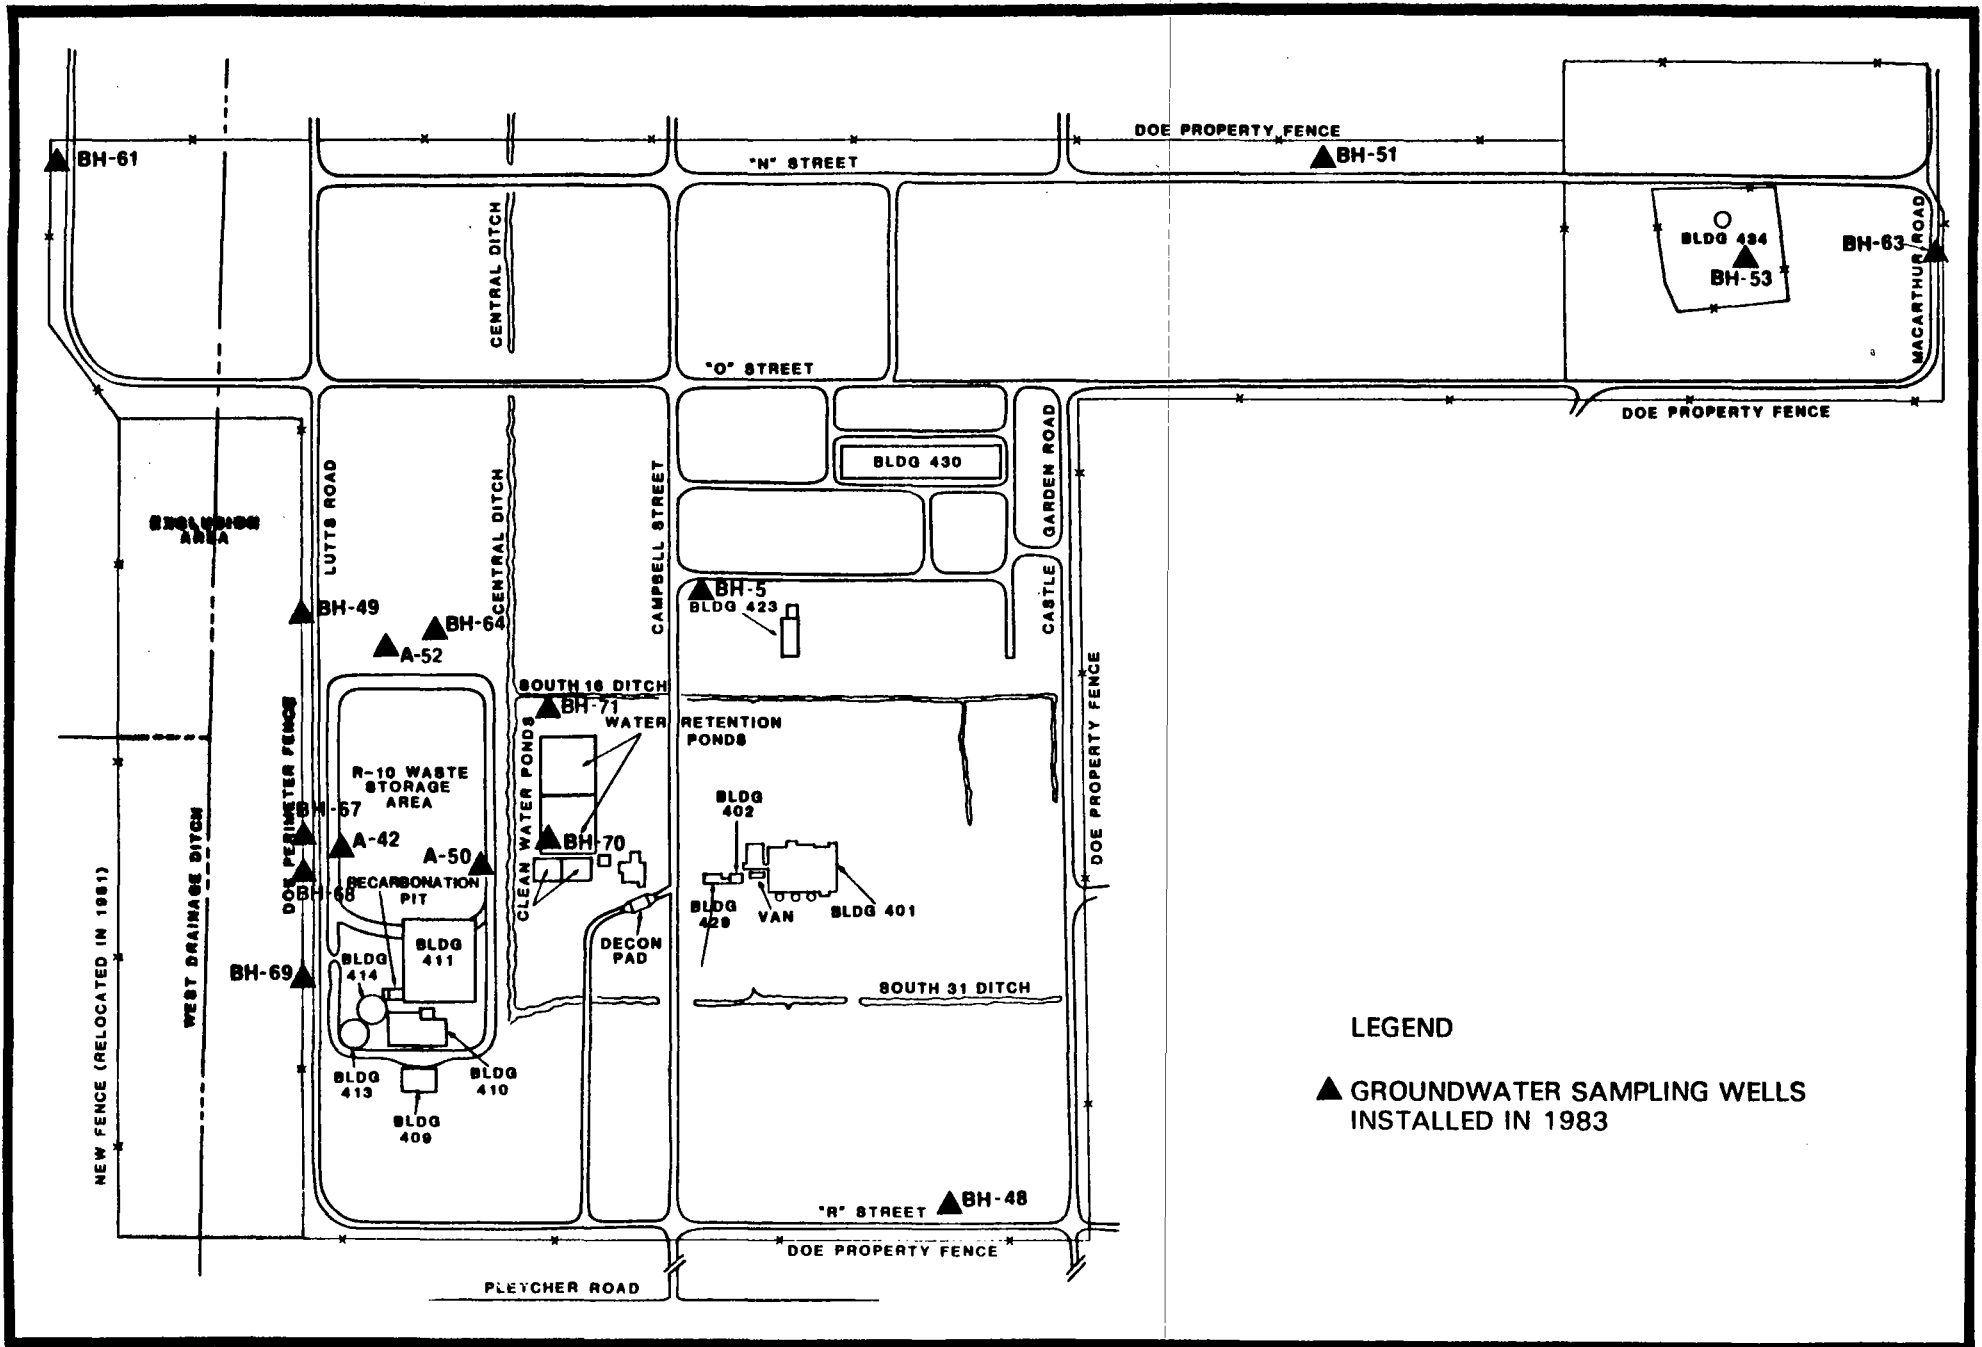 DOE PROPERTY FENCE
BH-61
"N" STREET
BH-51
CENTRAL DITCH
BLDG 434
BH-53
BH-63
MACARTHUR ROAD
"O" STREET
DOE PROPERTY FENCE
BLDG 430
LUTTS ROAD
CENTRAL DITCH
CAMPBELL STREET
CASTLE GARDEN ROAD
EXCLUSION
AREA
BH-49
BH-64
A-52
BH-5
BLDG 423
SOUTH 16 DITCH
BH-71
WATER RETENTION
PONDS
DOE PROPERTY FENCE
DOE PERIMETER FENCE
R-10 WASTE
STORAGE
AREA
CLEAN WATER PONDS
BLDG
402
BH-67
A-42
A-50
BH-70
BH-68
RECARBONATION
PIT
BLDG
429
VAN
BLDG 401
NEW FENCE (RELOCATED IN 1981)
WEST DRAINAGE DITCH
DECON
PAD
BLDG
411
BLDG
414
BH-69
SOUTH 31 DITCH
BLDG
413
BLDG
410
BLDG
409
LEGEND
GROUNDWATER SAMPLING WELLS
INSTALLED IN 1983
BH-48
"R" STREET
DOE PROPERTY FENCE
PLETCHER ROAD